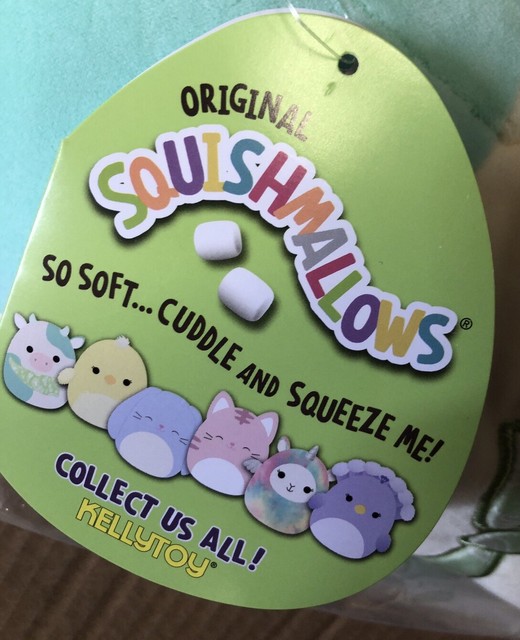 ORIGINAL
SQUISHMALLOWS®
SO SOFT... CUDDLE AND SQUEEZE ME!
COLLECT US ALL!
KELLYTOY®